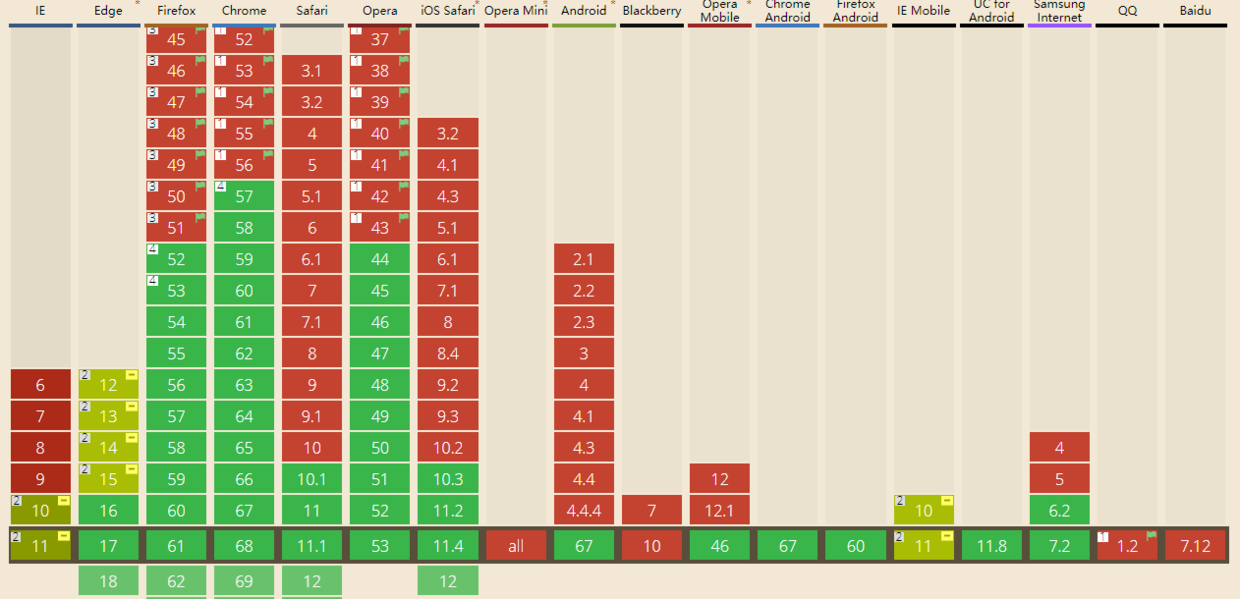 IE Edge * Firefox Chrome Safari Opera iOS Safari * Opera Mini * Android * Blackberry Opera Mobile * Chrome Android Firefox Android IE Mobile UC for Android Samsung Internet QQ Baidu
3 45 1 52 1 37
3 46 1 53 3.1 1 38
3 47 1 54 3.2 1 39
3 48 1 55 4 1 40 3.2
3 49 1 56 5 1 41 4.1
3 50 4 57 5.1 1 42 4.3
3 51 58 6 1 43 5.1
4 52 59 6.1 44 6.1 2.1
4 53 60 7 45 7.1 2.2
54 61 7.1 46 8 2.3
55 62 8 47 8.4 3
6 2 12 56 63 9 48 9.2 4
7 2 13 57 64 9.1 49 9.3 4.1
8 2 14 58 65 10 50 10.2 4.3 4
9 2 15 59 66 10.1 51 10.3 4.4 12 5
2 10 16 60 67 11 52 11.2 4.4.4 7 12.1 2 10 6.2
2 11 17 61 68 11.1 53 11.4 all 67 10 46 67 60 2 11 11.8 7.2 1 1.2 7.12
18 62 69 12 12